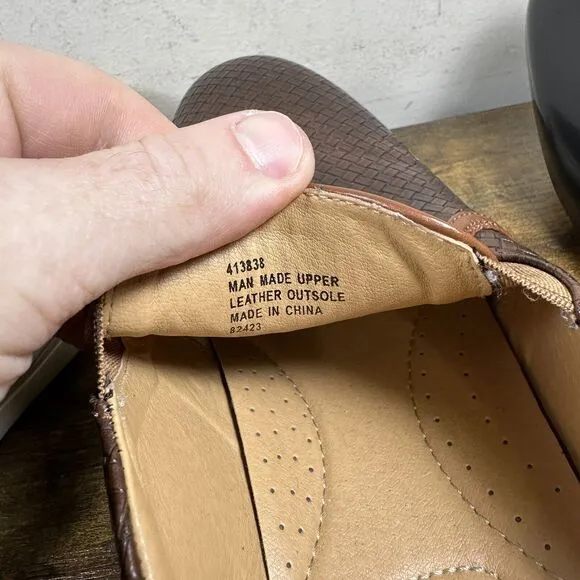 413838
MAN MADE UPPER
LEATHER OUTSOLE
MADE IN CHINA
82423